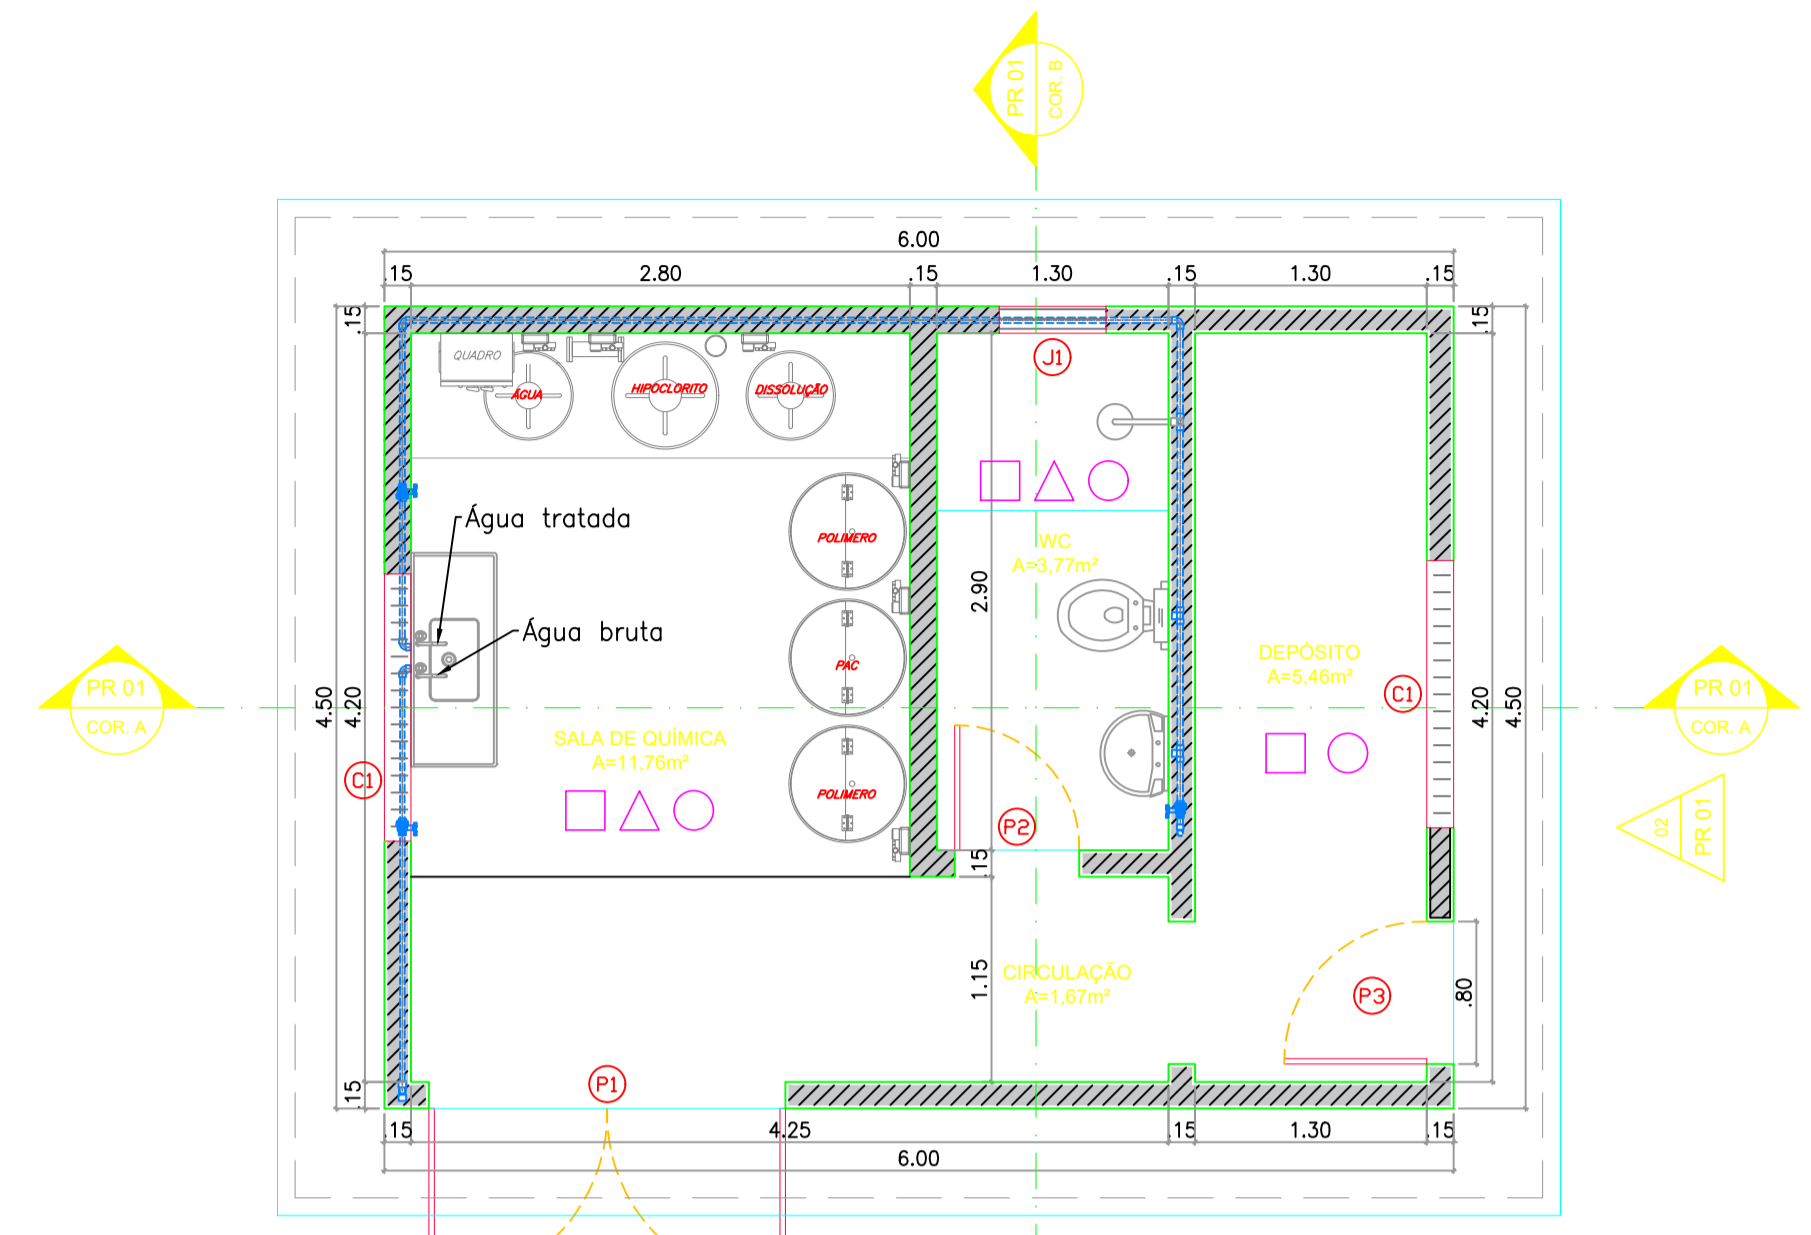 PR 01
COR. B
6.00
.15
2.80
.15
1.30
.15
1.30
.15
.15
.15
J1
QUADRO
ÁGUA
HIPOCLORITO
DISSOLUÇÃO
Água tratada
POLIMERO
WC
A=3,77m²
2.90
Água bruta
DEPÓSITO
A=5,46m²
PAC
PR 01
COR. A
4.50
4.20
C1
4.20
4.50
PR 01
COR. A
SALA DE QUÍMICA
A=11,76m²
C1
POLIMERO
P2
02
PR 01
.15
1.15
CIRCULAÇÃO
A=1,67m²
P3
.80
.15
P1
.15
4.25
.15
1.30
.15
6.00